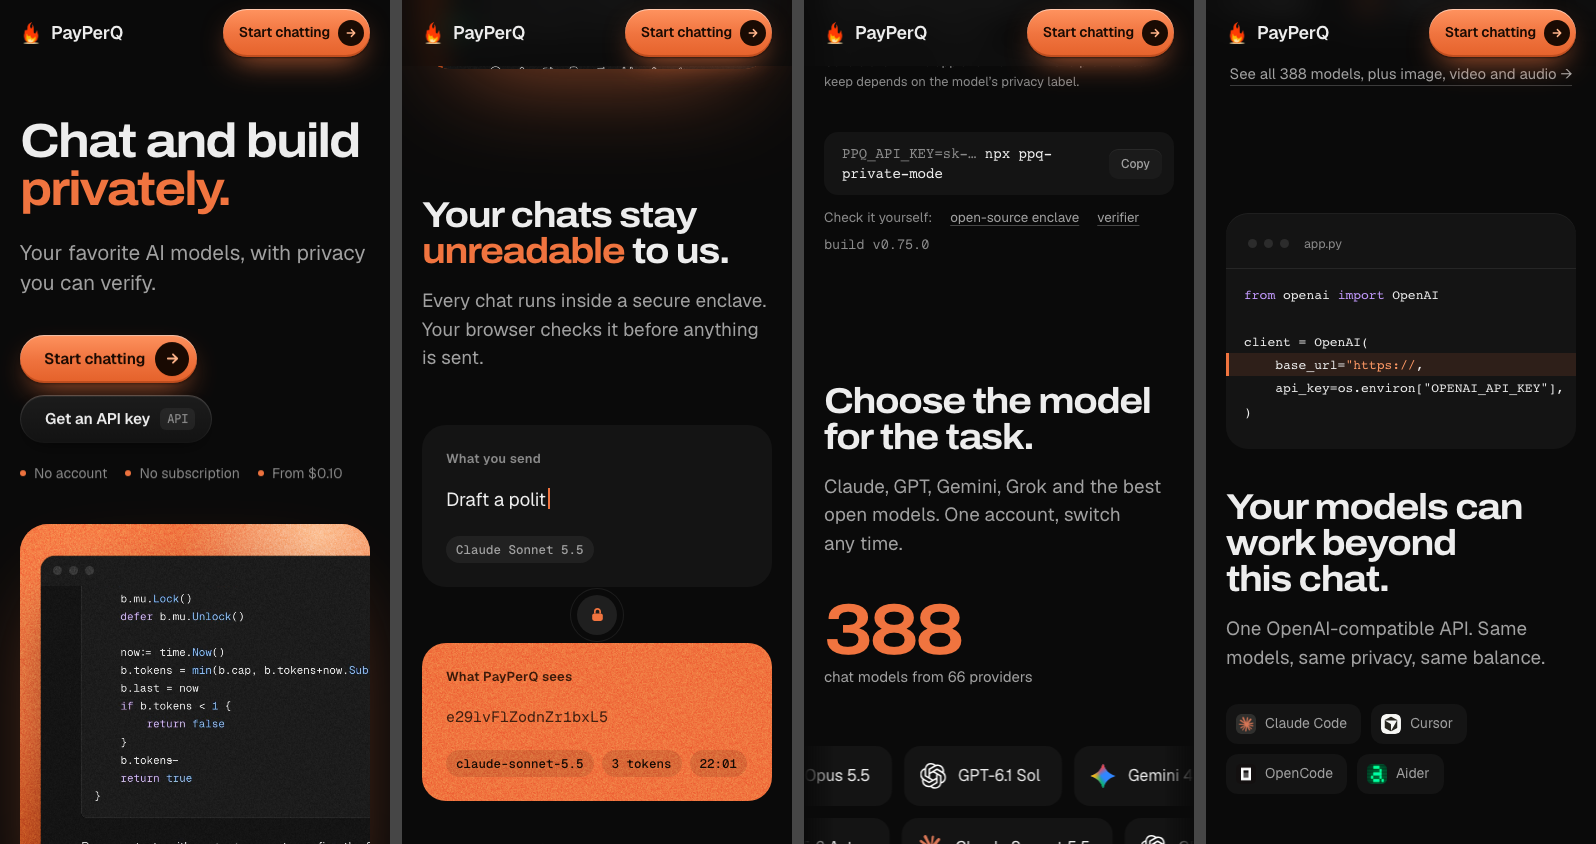 PayPerQ
Start chatting
Chat and build
privately.
Your favorite AI models, with privacy
you can verify.
Start chatting
Get an API key API
No account No subscription From $0.10
b.mu.Lock()
defer b.mu.Unlock()
now:= time.Now()
b.tokens = min(b.cap, b.tokens+now.Sub
b.last = now
if b.tokens < 1 {
return false
}
b.tokens—
return true
}
PayPerQ
Start chatting
Your chats stay
unreadable to us.
Every chat runs inside a secure enclave.
Your browser checks it before anything
is sent.
What you send
Draft a polit
Claude Sonnet 5.5
What PayPerQ sees
e29lvFlZodnZr1bxL5
claude-sonnet-5.5 3 tokens 22:01
PayPerQ
Start chatting
keep depends on the model's privacy label.
PPQ_API_KEY=sk-… npx ppq-
private-mode
Copy
Check it yourself: open-source enclave verifier
build v0.75.0
Choose the model
for the task.
Claude, GPT, Gemini, Grok and the best
open models. One account, switch
any time.
388
chat models from 66 providers
Opus 5.5 GPT-6.1 Sol Gemini 4
PayPerQ
Start chatting
See all 388 models, plus image, video and audio →
app.py
from openai import OpenAI
client = OpenAI(
base_url="https://,
api_key=os.environ["OPENAI_API_KEY"],
)
Your models can
work beyond
this chat.
One OpenAI-compatible API. Same
models, same privacy, same balance.
Claude Code Cursor
OpenCode Aider